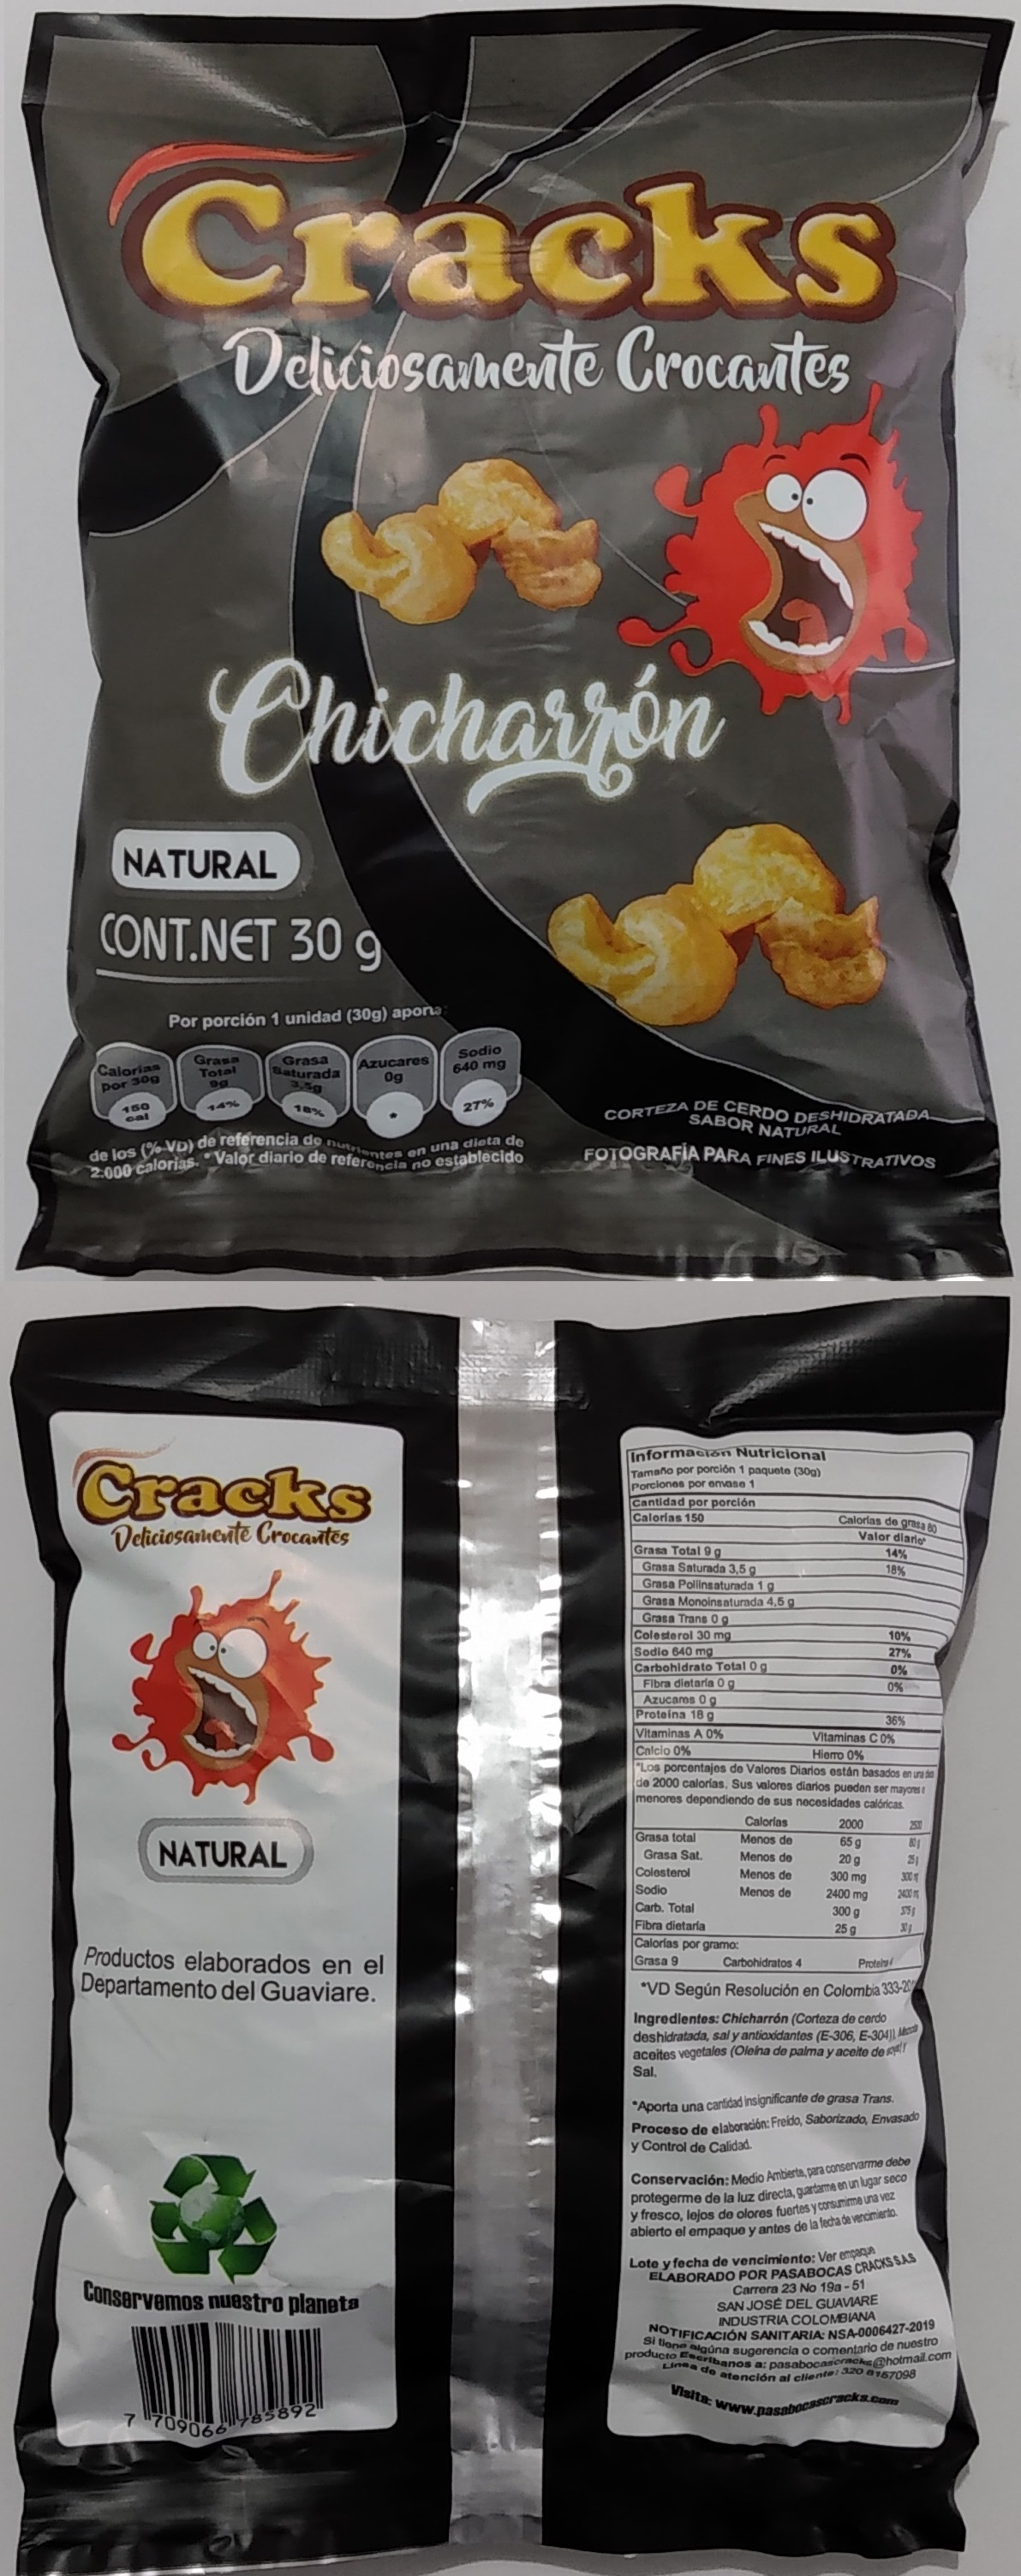 Cracks
Deliciosamente Crocantes
Chicharrón
NATURAL
CONT.NET 30 g
Por porción 1 unidad (30g) aporta:
Calorías por 30g 150 cal
Grasa Total 9g 14%
Grasa Saturada 3,5g 18%
Azucares 0g *
Sodio 640 mg 27%
de los (% VD) de referencia de nutrientes en una dieta de
2.000 calorías. * Valor diario de referencia no establecido
CORTEZA DE CERDO DESHIDRATADA
SABOR NATURAL
FOTOGRAFÍA PARA FINES ILUSTRATIVOS
Cracks
Deliciosamente Crocantes
NATURAL
Productos elaborados en el
Departamento del Guaviare.
Conservemos nuestro planeta
7 709066 785892
Información Nutricional
Tamaño por porción 1 paquete (30g)
Porciones por envase 1
Cantidad por porción
Calorías 150 Calorías de grasa 80
Valor diario*
Grasa Total 9 g 14%
Grasa Saturada 3,5 g 18%
Grasa Poliinsaturada 1 g
Grasa Monoinsaturada 4,5 g
Grasa Trans 0 g
Colesterol 30 mg 10%
Sodio 640 mg 27%
Carbohidrato Total 0 g 0%
Fibra dietaria 0 g 0%
Azucares 0 g
Proteína 18 g 36%
Vitaminas A 0% Vitaminas C 0%
Calcio 0% Hierro 0%
*Los porcentajes de Valores Diarios están basados en una
de 2000 calorías. Sus valores diarios pueden ser mayores
menores dependiendo de sus necesidades calóricas.
Calorías 2000 2500
Grasa total Menos de 65 g 80 g
Grasa Sat. Menos de 20 g 25 g
Colesterol Menos de 300 mg 300
Sodio Menos de 2400 mg 2400
Carb. Total 300 g 375 g
Fibra dietaria 25 g 30
Calorías por gramo:
Grasa 9 Carbohidratos 4 Proteína
*VD Según Resolución en Colombia 333-20
Ingredientes: Chicharrón (Corteza de cerdo
deshidratada, sal y antioxidantes (E-306, E-304)). Mezcla
aceites vegetales (Oleína de palma y aceite de soya) y
Sal.
*Aporta una cantidad insignificante de grasa Trans.
Proceso de elaboración: Freído, Saborizado, Envasado
y Control de Calidad.
Conservación: Medio Ambiente, para conservarme debe
protegerme de la luz directa, guardarme en un lugar seco
y fresco, lejos de olores fuertes y consumirme una vez
abierto el empaque y antes de la fecha de vencimiento.
Lote y fecha de vencimiento: Ver empaque
ELABORADO POR PASABOCAS CRACKS S.A.S
Carrera 23 No 19a - 51
SAN JOSÉ DEL GUAVIARE
INDUSTRIA COLOMBIANA
NOTIFICACIÓN SANITARIA: NSA-0006427-2019
Si tiene alguna sugerencia o comentario de nuestro
producto Escríbanos a: pasabocascracks@hotmail.com
Línea de atención al cliente: 320 8157098
Visita: www.pasabocascracks.com